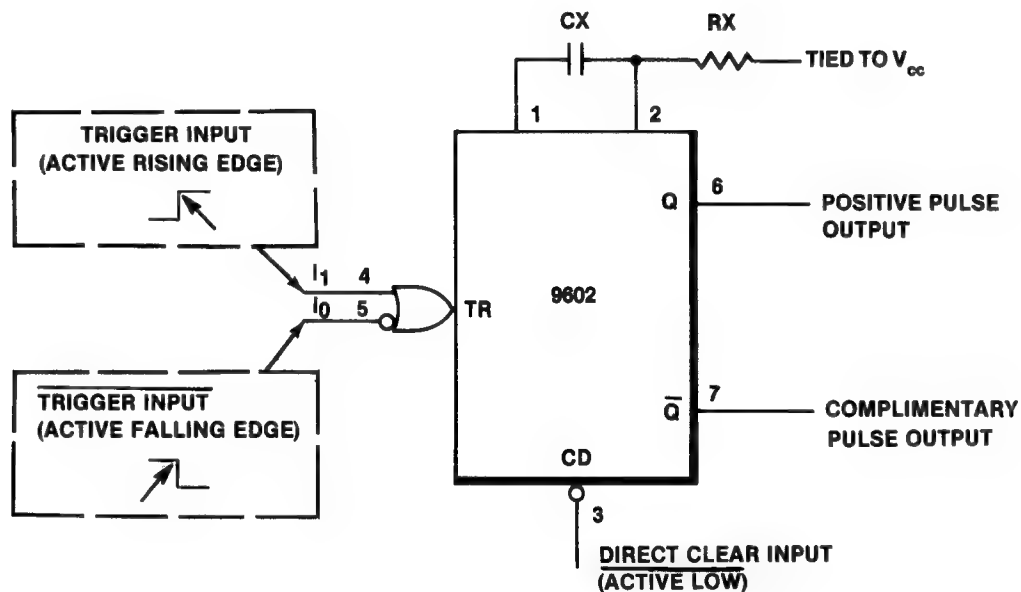 CX
RX
TIED TO Vcc
1
2
TRIGGER INPUT
(ACTIVE RISING EDGE)
Q
6
POSITIVE PULSE
OUTPUT
I1
4
9602
TR
I0
5
TRIGGER INPUT
(ACTIVE FALLING EDGE)
Q̅
7
COMPLIMENTARY
PULSE OUTPUT
CD
3
DIRECT CLEAR INPUT
(ACTIVE LOW)